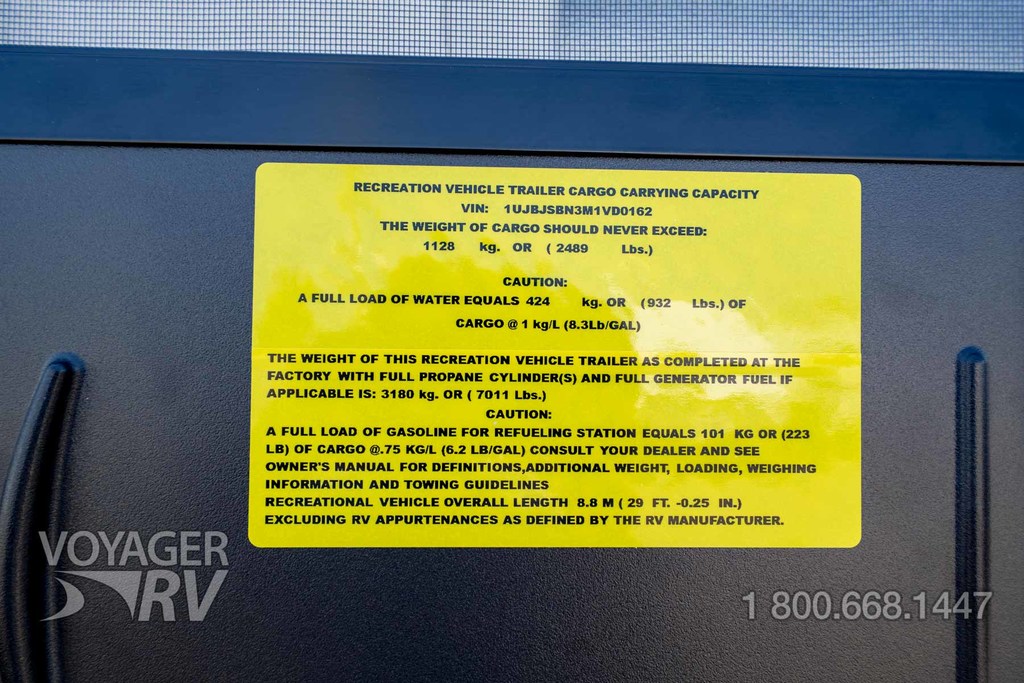 RECREATION VEHICLE TRAILER CARGO CARRYING CAPACITY
VIN: 1UJBJSBN3M1VD0162
THE WEIGHT OF CARGO SHOULD NEVER EXCEED:
1128 kg. OR ( 2489 Lbs.)
CAUTION:
A FULL LOAD OF WATER EQUALS 424 kg. OR (932 Lbs.) OF
CARGO @ 1 kg/L (8.3Lb/GAL)
THE WEIGHT OF THIS RECREATION VEHICLE TRAILER AS COMPLETED AT THE
FACTORY WITH FULL PROPANE CYLINDER(S) AND FULL GENERATOR FUEL IF
APPLICABLE IS: 3180 kg. OR ( 7011 Lbs.)
CAUTION:
A FULL LOAD OF GASOLINE FOR REFUELING STATION EQUALS 101 KG OR (223
LB) OF CARGO @.75 KG/L (6.2 LB/GAL) CONSULT YOUR DEALER AND SEE
OWNER'S MANUAL FOR DEFINITIONS,ADDITIONAL WEIGHT, LOADING, WEIGHING
INFORMATION AND TOWING GUIDELINES
RECREATIONAL VEHICLE OVERALL LENGTH 8.8 M ( 29 FT. -0.25 IN.)
EXCLUDING RV APPURTENANCES AS DEFINED BY THE RV MANUFACTURER.
VOYAGER
RV
1 800.668.1447